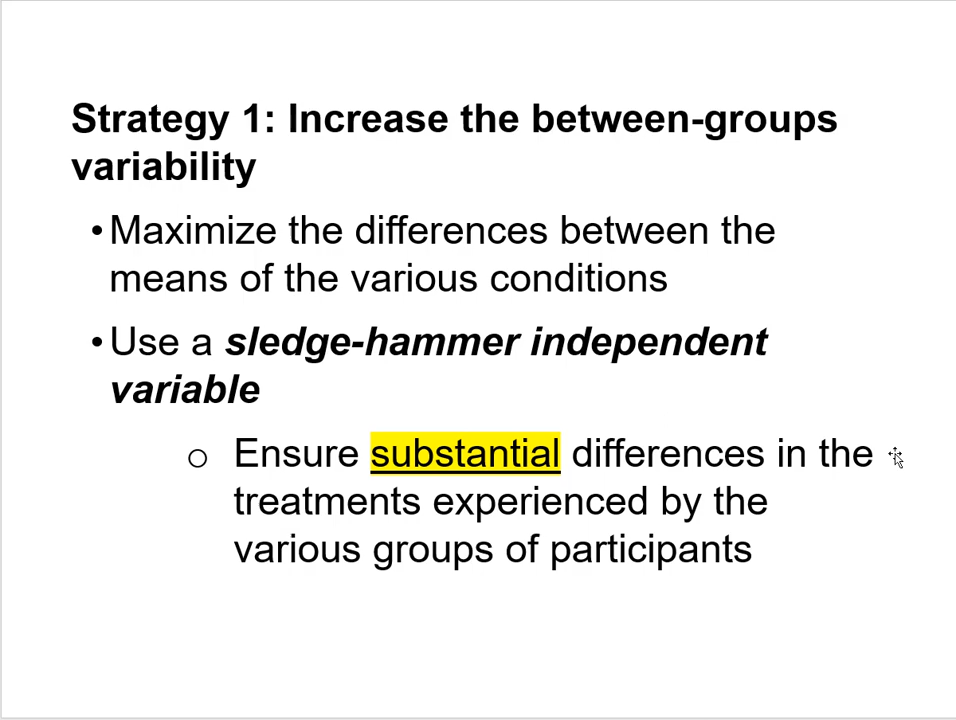 Strategy 1: Increase the between-groups
variability
•Maximize the differences between the
means of the various conditions
•Use a sledge-hammer independent
variable
o Ensure substantial differences in the
treatments experienced by the
various groups of participants